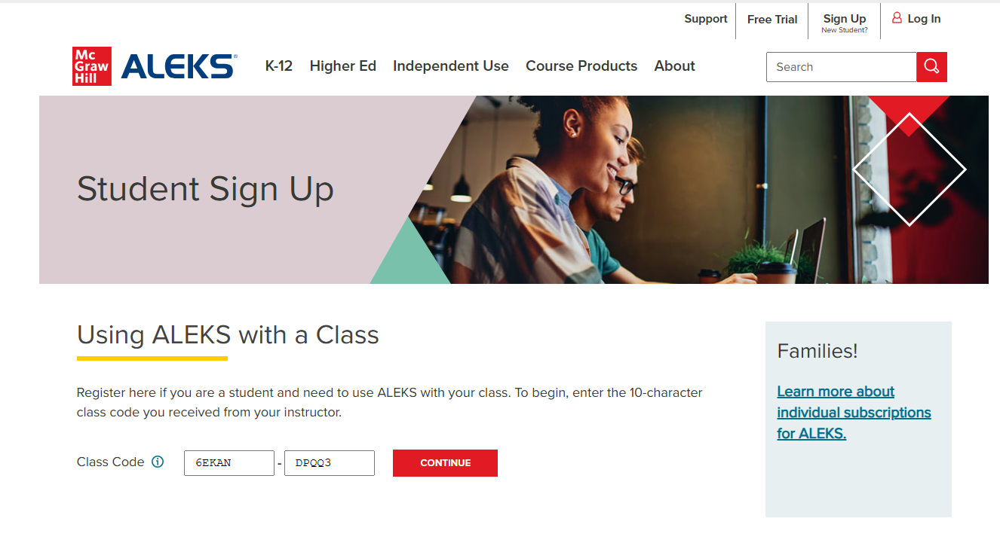 Support
Free Trial
Sign Up
New Student?
Log In
Mc
Graw
Hill
ALEKS®
K-12
Higher Ed
Independent Use
Course Products
About
Search
Student Sign Up
Using ALEKS with a Class
Register here if you are a student and need to use ALEKS with your class. To begin, enter the 10-character
class code you received from your instructor.
Class Code
6EKAN - DPQQ3
CONTINUE
Families!
Learn more about
individual subscriptions
for ALEKS.